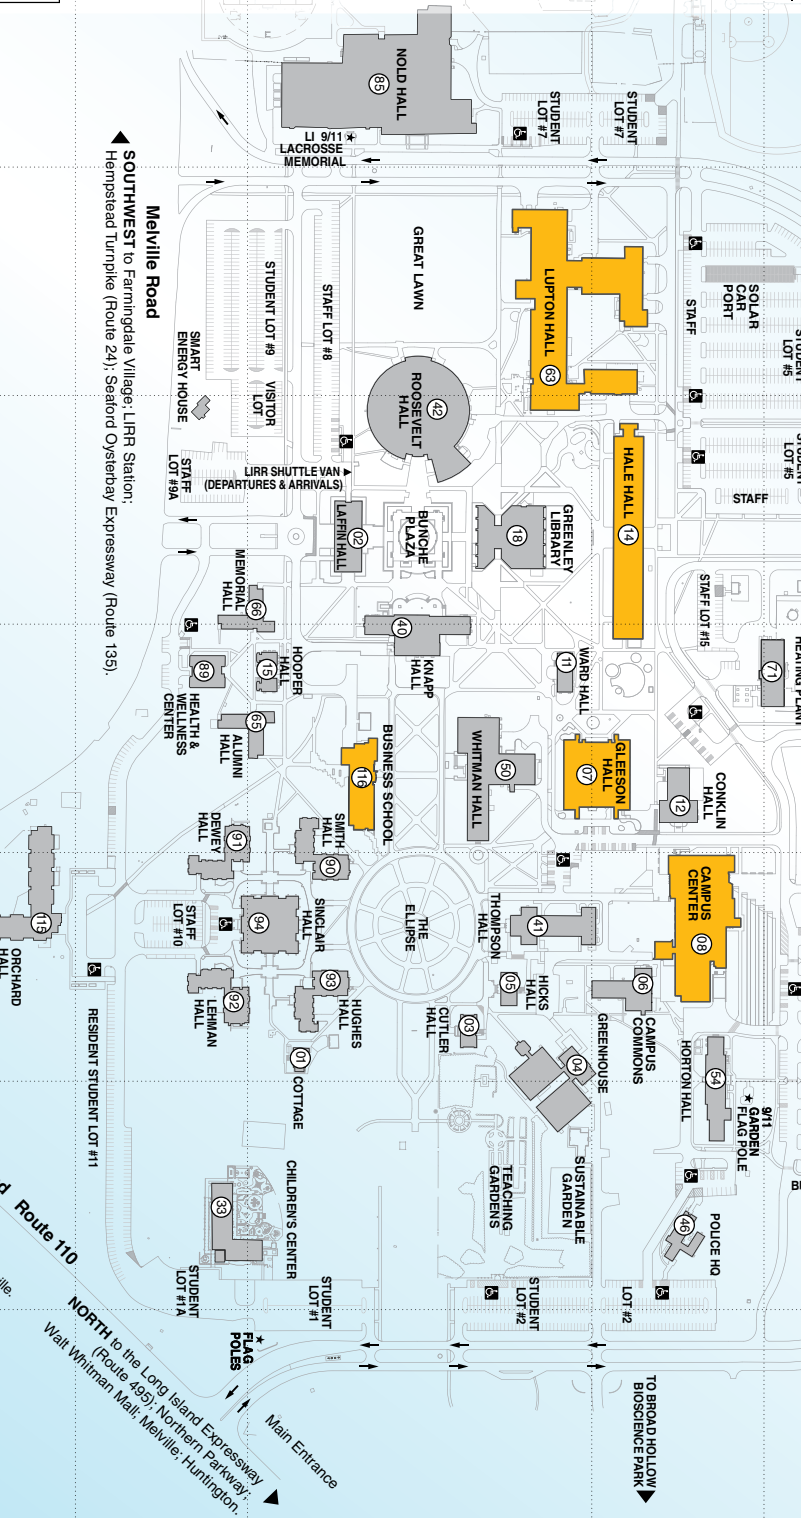 NOLD HALL
85
LI 9/11
LACROSSE
MEMORIAL
STUDENT
LOT #7
STUDENT
LOT #7
SOUTHWEST to Farmingdale Village; LIRR Station;
Hempstead Turnpike (Route 24); Seaford Oysterbay Expressway (Route 135).
Melville Road
STUDENT LOT #9
STAFF LOT #8
GREAT LAWN
LUPTON HALL
63
STAFF
SOLAR
CAR
PORT
STUDENT
LOT #5
SMART
ENERGY HOUSE
VISITOR
LOT
ROOSEVELT
HALL
42
STAFF
LOT #9A
LIRR SHUTTLE VAN
(DEPARTURES & ARRIVALS)
HALE HALL
14
STUDENT
LOT #5
STAFF
LAFFIN HALL
02
BUNCHE
PLAZA
18
GREENLEY
LIBRARY
MEMORIAL
HALL
66
40
KNAPP
HALL
STAFF LOT #15
71
HEATING PLANT
HOOPER
HALL
15
89
HEALTH &
WELLNESS
CENTER
11
WARD HALL
65
ALUMNI
HALL
BUSINESS SCHOOL
116
WHITMAN HALL
50
GLEESON
HALL
07
CONKLIN
HALL
12
DEWEY
HALL
91
SMITH
HALL
90
CAMPUS
CENTER
08
115
ORCHARD
HALL
STAFF
LOT #10
94
SINCLAIR
HALL
THE
ELLIPSE
THOMPSON
HALL
41
92
LEHMAN
HALL
93
HUGHES
HALL
05
HICKS
HALL
06
CAMPUS
COMMONS
RESIDENT STUDENT LOT #11
01
COTTAGE
CUTLER
HALL
03
04
GREENHOUSE
HORTON HALL
54
9/11
GARDEN
FLAG POLE
CHILDREN'S CENTER
33
TEACHING
GARDENS
SUSTAINABLE
GARDEN
46
POLICE HQ
Route 110
STUDENT
LOT #1A
STUDENT
LOT #1
STUDENT
LOT #2
LOT #2
FLAG
POLES
NORTH to the Long Island Expressway
(Route 495); Northern Parkway;
Walt Whitman Mall; Melville; Huntington.
Main Entrance
TO BROAD HOLLOW
BIOSCIENCE PARK